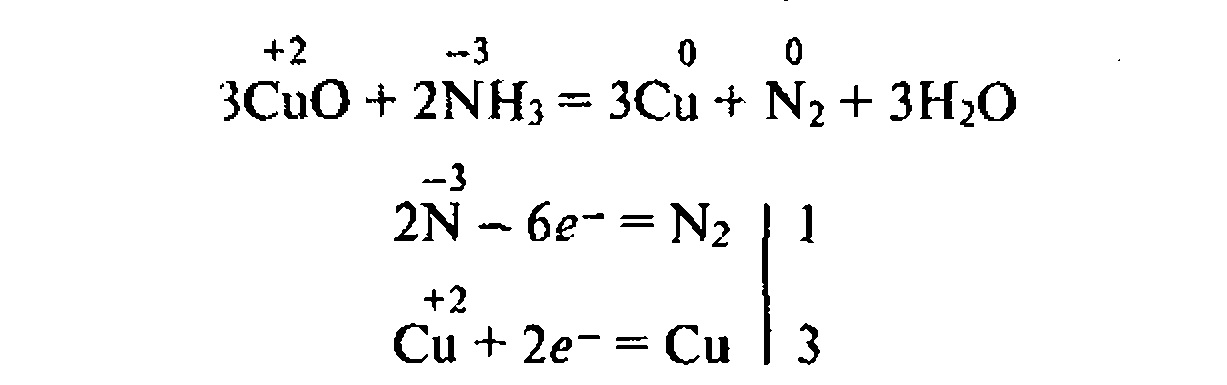 +2 −3 0 0
3CuO + 2NH₃ = 3Cu + N₂ + 3H₂O
−3
2N − 6e⁻ = N₂ | 1
+2
Cu + 2e⁻ = Cu | 3